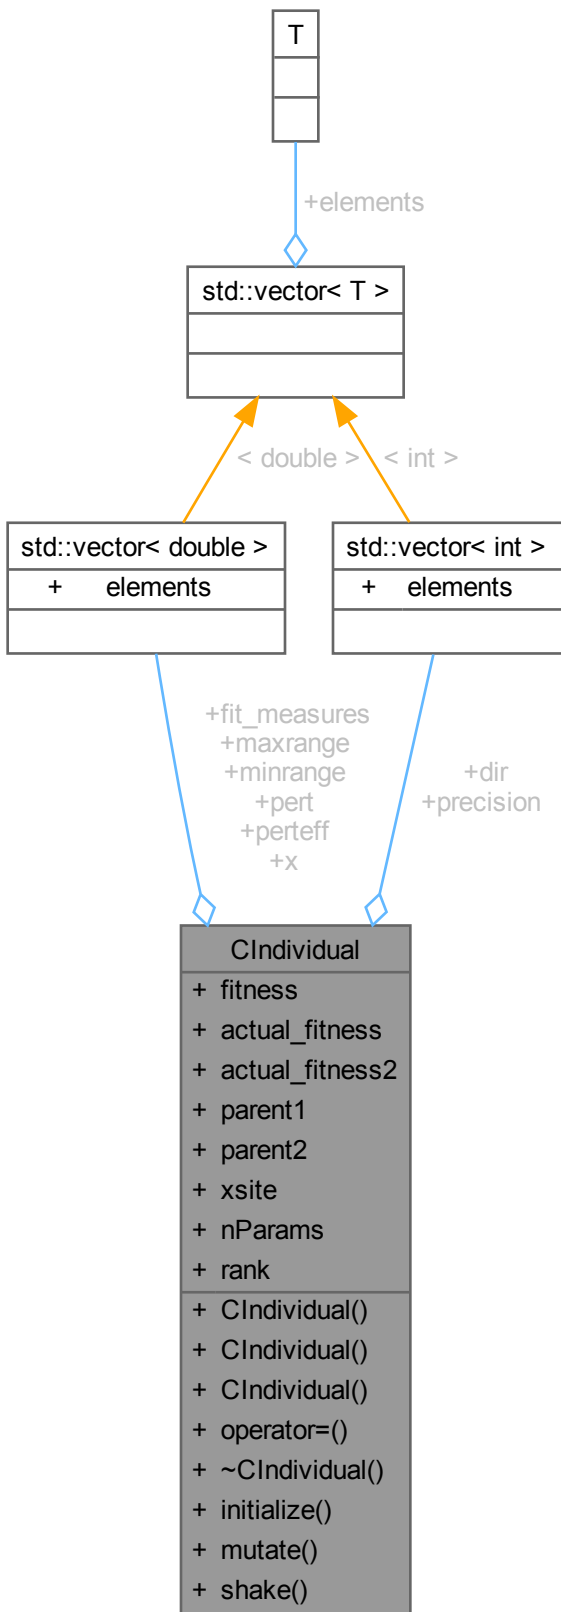 T
+elements
std::vector< T >
< double >
< int >
std::vector< double >
+ elements
std::vector< int >
+ elements
+fit_measures
+maxrange
+minrange
+pert
+perteff
+x
+dir
+precision
CIndividual
+ fitness
+ actual_fitness
+ actual_fitness2
+ parent1
+ parent2
+ xsite
+ nParams
+ rank
+ CIndividual()
+ CIndividual()
+ CIndividual()
+ operator=()
+ ~CIndividual()
+ initialize()
+ mutate()
+ shake()